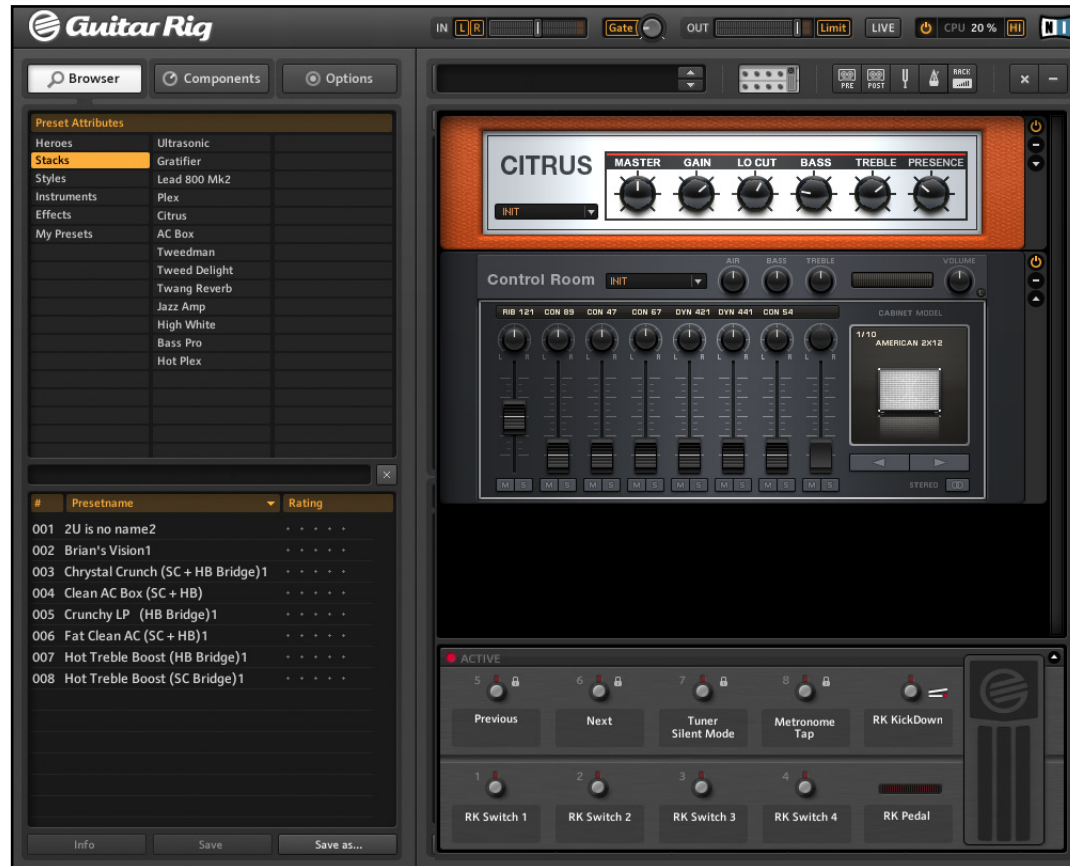 Guitar Rig
IN L R Gate OUT Limit LIVE CPU 20 % HI NI
Browser Components Options
PRE POST RACK
Preset Attributes
Heroes Ultrasonic
Stacks Gratifier
Styles Lead 800 Mk2
Instruments Plex
Effects Citrus
My Presets AC Box
Tweedman
Tweed Delight
Twang Reverb
Jazz Amp
High White
Bass Pro
Hot Plex
# Presetname Rating
001 2U is no name2
002 Brian's Vision1
003 Chrystal Crunch (SC + HB Bridge)1
004 Clean AC Box (SC + HB)
005 Crunchy LP (HB Bridge)1
006 Fat Clean AC (SC + HB)1
007 Hot Treble Boost (HB Bridge)1
008 Hot Treble Boost (SC Bridge)1
Info Save Save as...
CITRUS
MASTER GAIN LO CUT BASS TREBLE PRESENCE
INIT
Control Room INIT AIR BASS TREBLE VOLUME
RIB 121 CON 89 CON 47 CON 67 DYN 421 DYN 441 CON 54
CABINET MODEL
1/10
AMERICAN 2X12
L R L R L R L R L R L R L R L R
M S M S M S M S M S M S M S M S
STEREO
ACTIVE
5 6 7 8
Previous Next Tuner Silent Mode Metronome Tap RK KickDown
1 2 3 4
RK Switch 1 RK Switch 2 RK Switch 3 RK Switch 4 RK Pedal